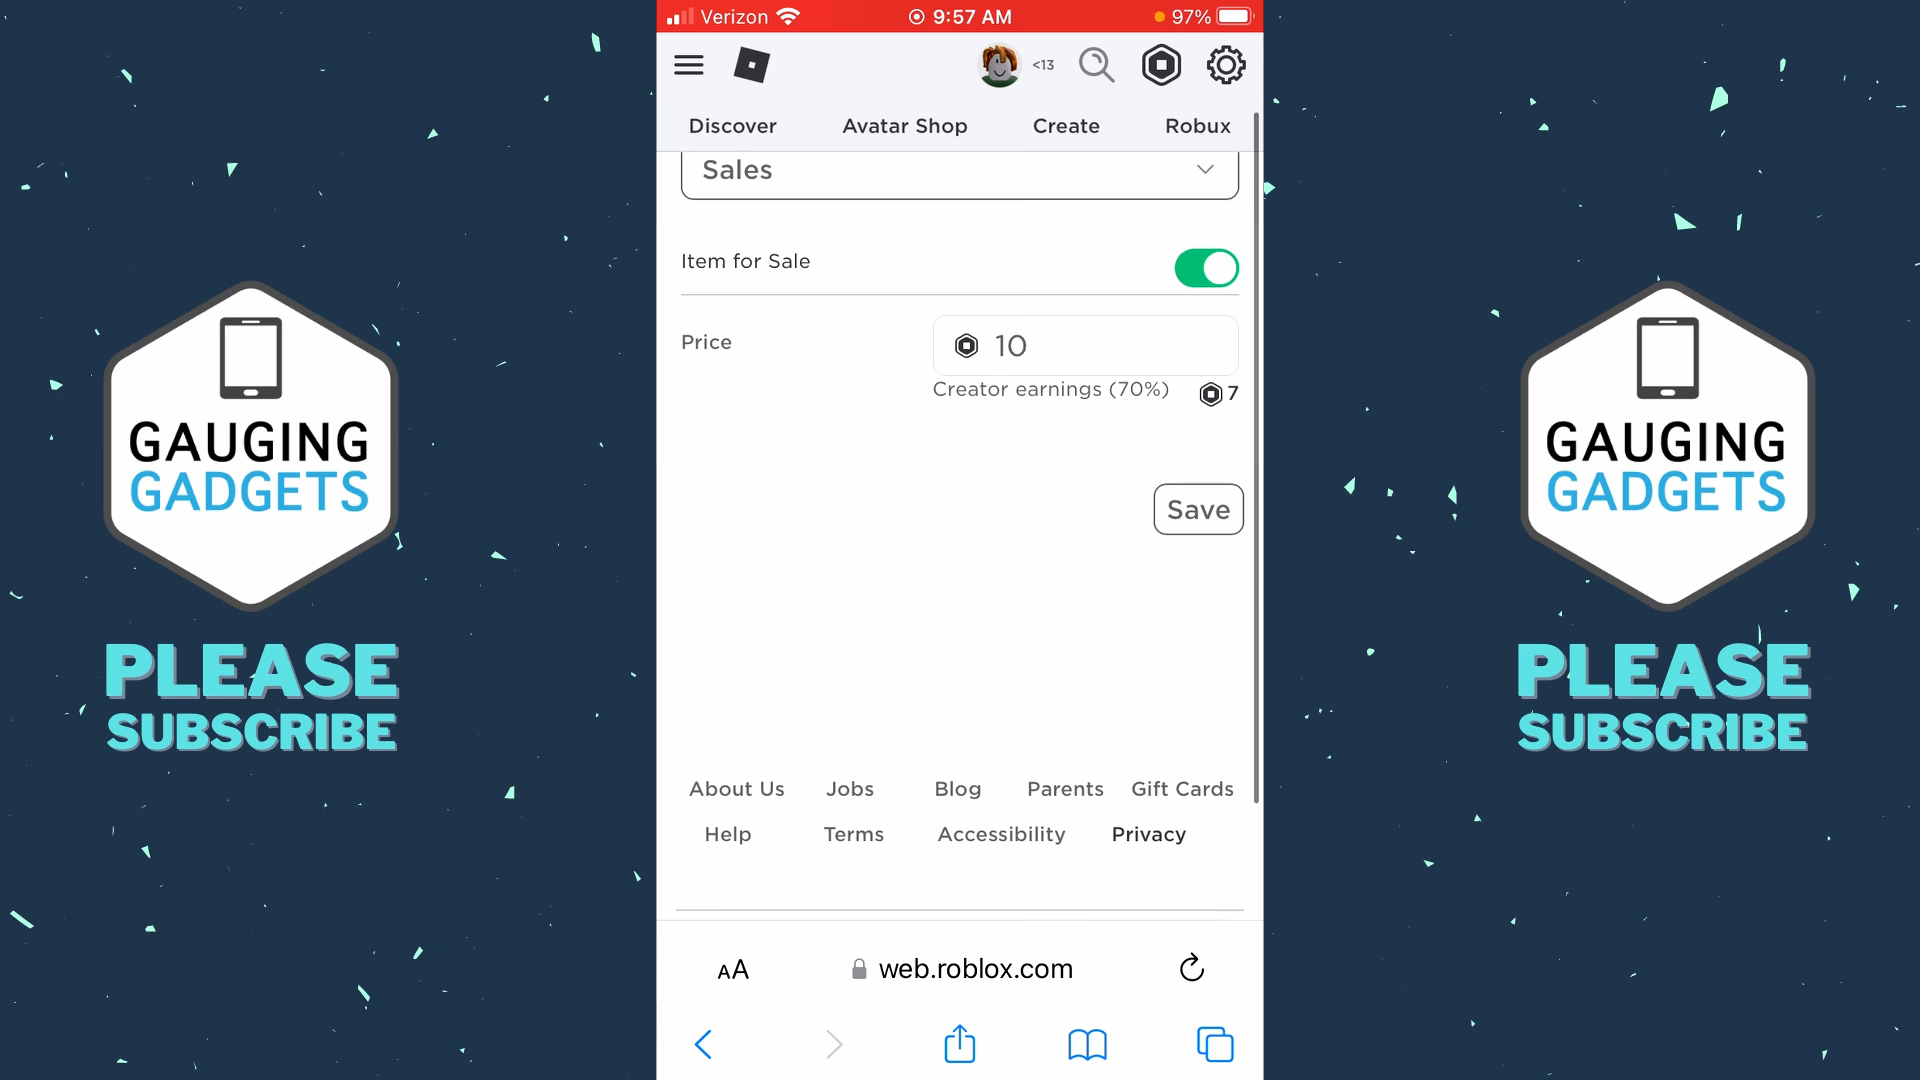 Verizon 9:57 AM 97%
<13
Discover Avatar Shop Create Robux
Sales
Item for Sale
Price 10
Creator earnings (70%) 7
Save
About Us Jobs Blog Parents Gift Cards
Help Terms Accessibility Privacy
AA web.roblox.com
GAUGING
GADGETS
PLEASE
SUBSCRIBE
GAUGING
GADGETS
PLEASE
SUBSCRIBE